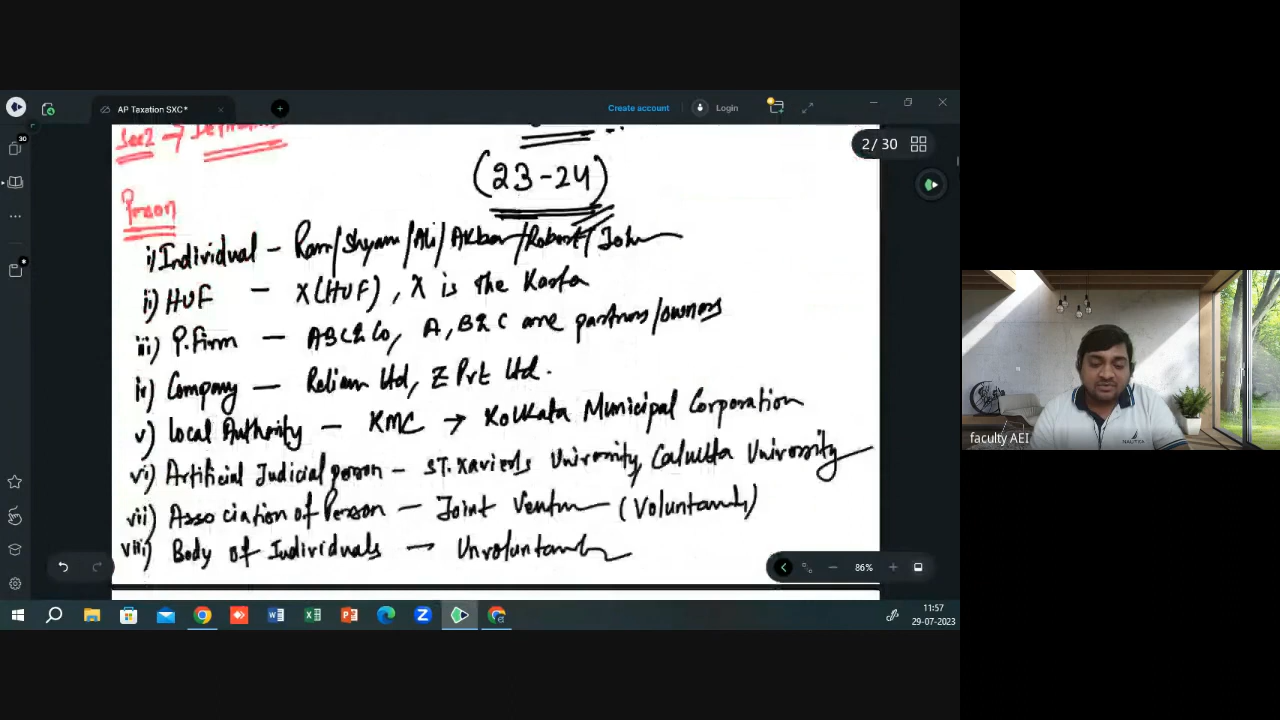 AP Taxation SXC*
Create account
Login
30
2 / 30
Sec2 → Definitions
(23-24)
Person
i) Individual - Ram/Shyam/Ali/Akbar/Robert/John
ii) HUF - X(HUF), X is the Karta
iii) P.Firm - ABC & Co, A, B & C are partners/owners
iv) Company - Ltd, Z Pvt Ltd.
v) Local Authority - KMC → Kolkata Municipal Corporation
vi) Artificial Judicial person - ST. Xavier's University, Calcutta University
vii) Association of Person - Joint Venture (Voluntarily)
viii) Body of Individuals →
86%
faculty AEI
NAUTICA
11:57
29-07-2023